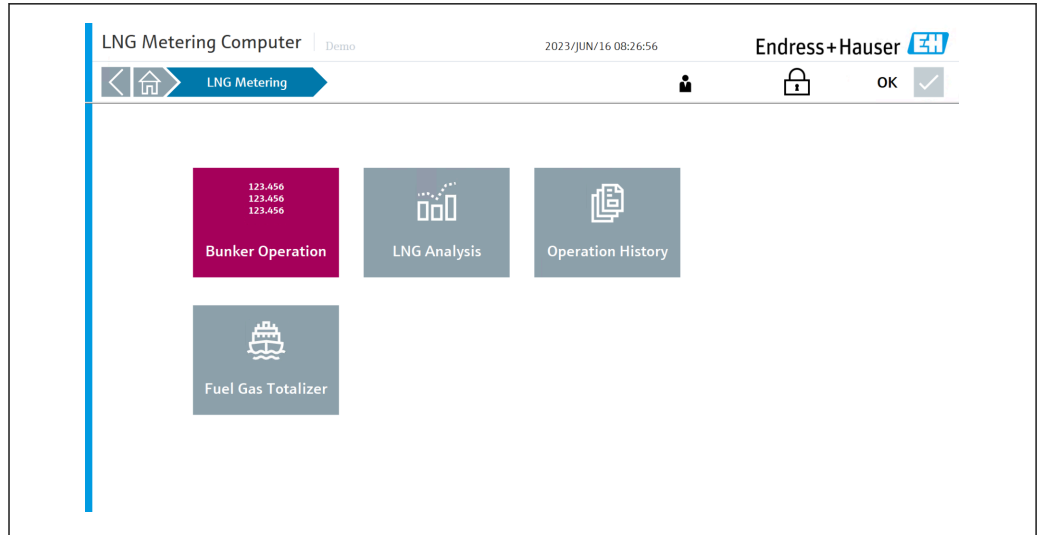 LNG Metering Computer Demo 2023/JUN/16 08:26:56 Endress+Hauser EH
LNG Metering OK
123.456
123.456
123.456
Bunker Operation LNG Analysis Operation History
Fuel Gas Totalizer